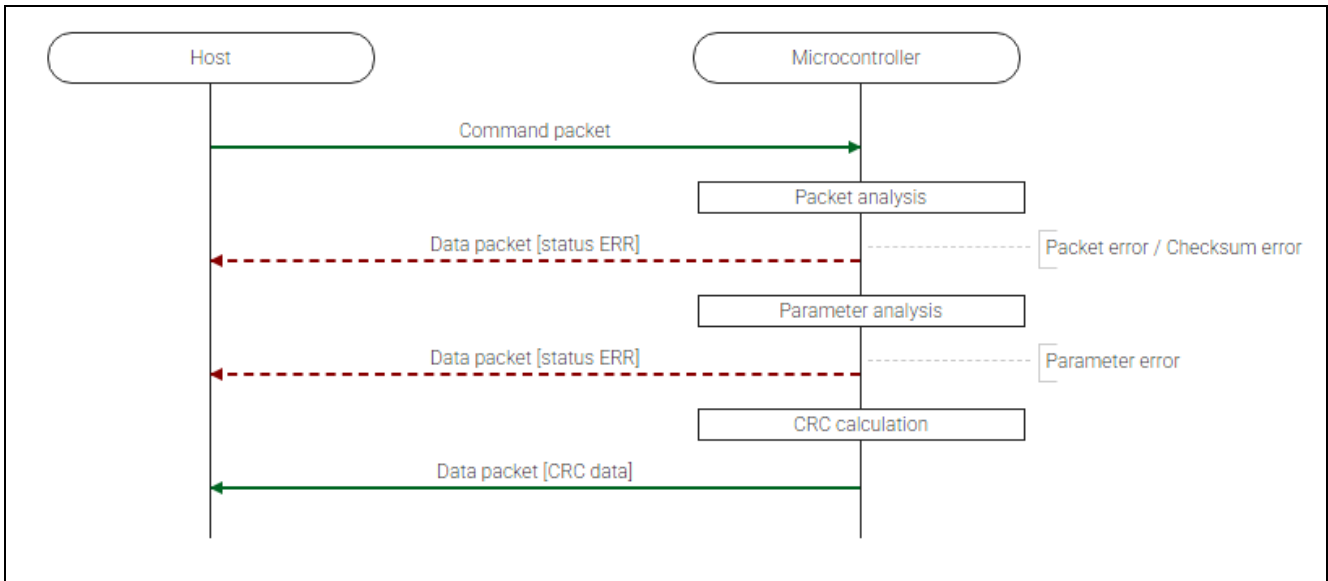 Host
Microcontroller
Command packet
Packet analysis
Data packet [status ERR]
Packet error / Checksum error
Parameter analysis
Data packet [status ERR]
Parameter error
CRC calculation
Data packet [CRC data]